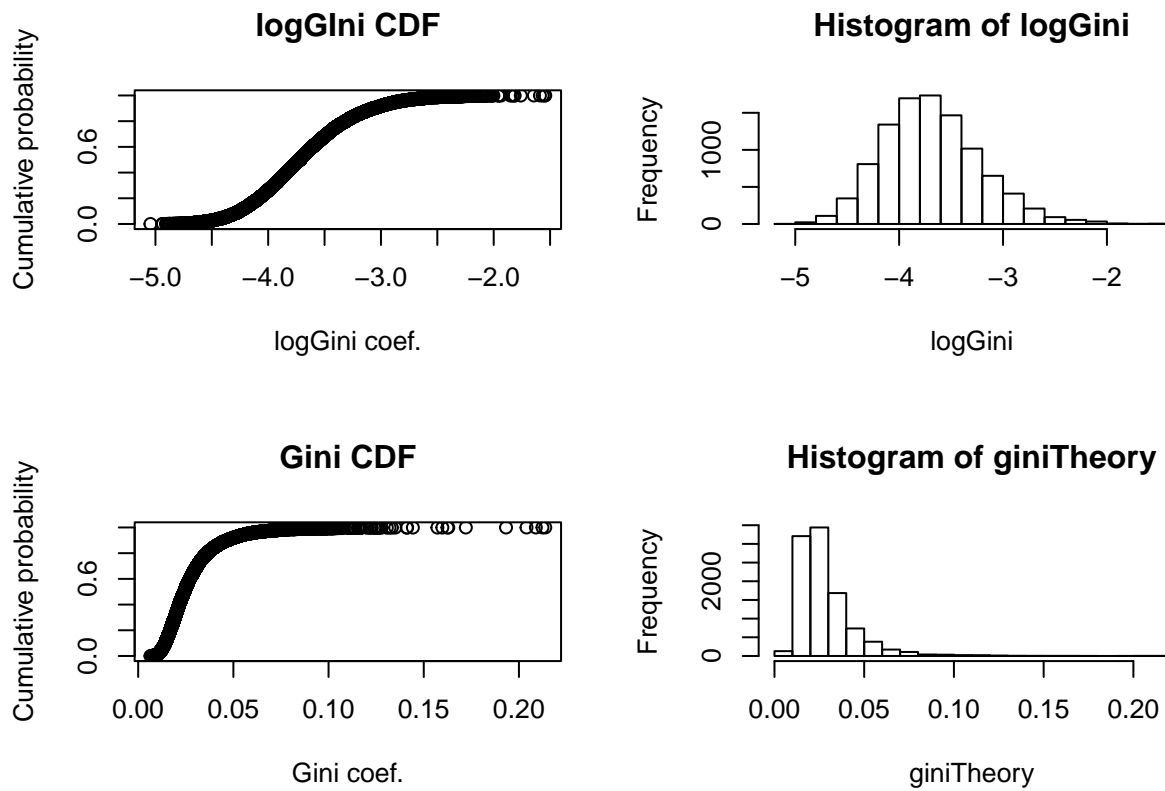 logGIni CDF
Cumulative probability
0.0 0.6
−5.0 −4.0 −3.0 −2.0
logGini coef.
Histogram of logGini
Frequency
0 1000
−5 −4 −3 −2
logGini
Gini CDF
Cumulative probability
0.0 0.6
0.00 0.05 0.10 0.15 0.20
Gini coef.
Histogram of giniTheory
Frequency
0 2000
0.00 0.05 0.10 0.15 0.20
giniTheory